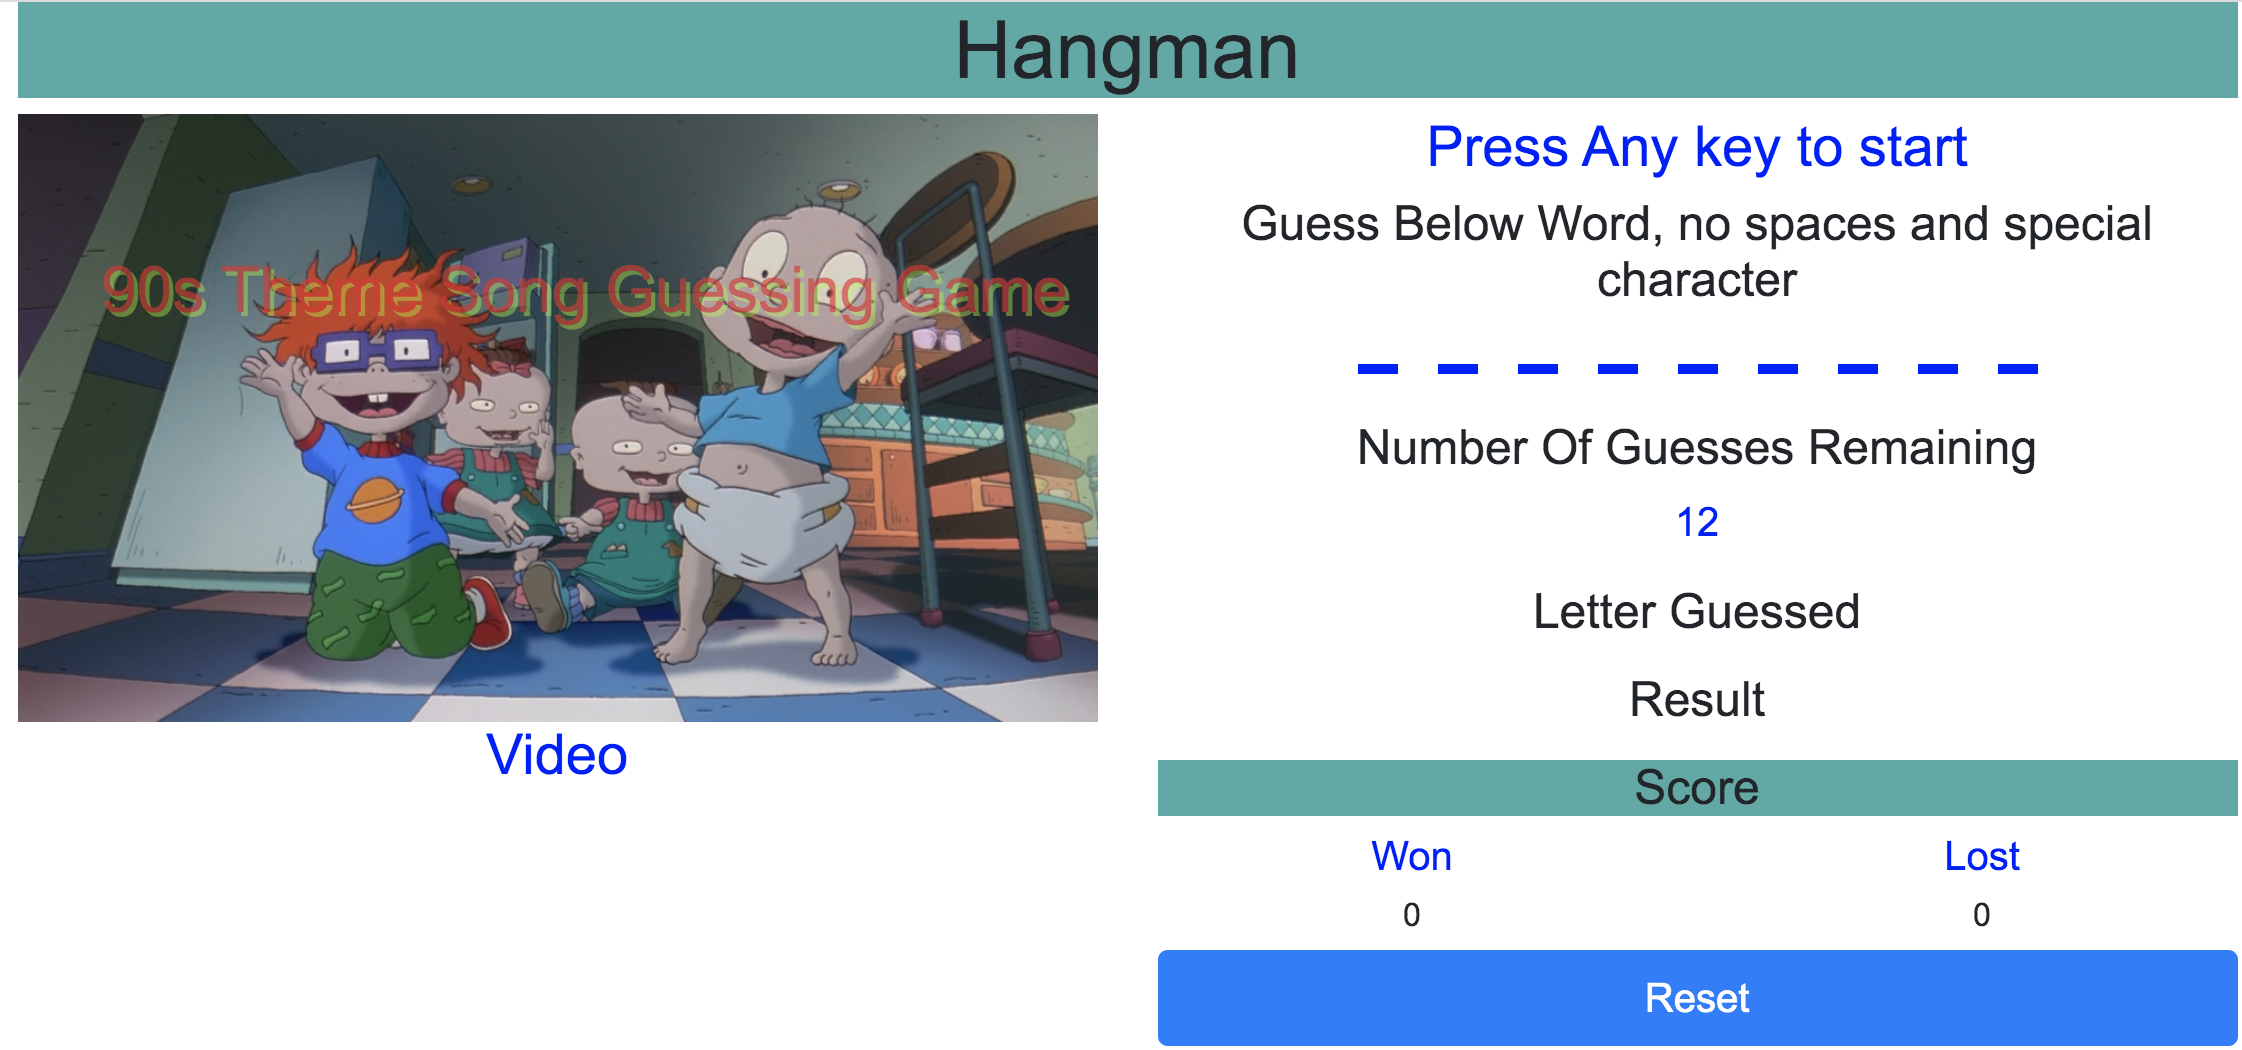 Hangman
90s Theme Song Guessing Game
Video
Press Any key to start
Guess Below Word, no spaces and special
character
_ _ _ _ _ _ _ _ _
Number Of Guesses Remaining
12
Letter Guessed
Result
Score
Won Lost
0 0
Reset